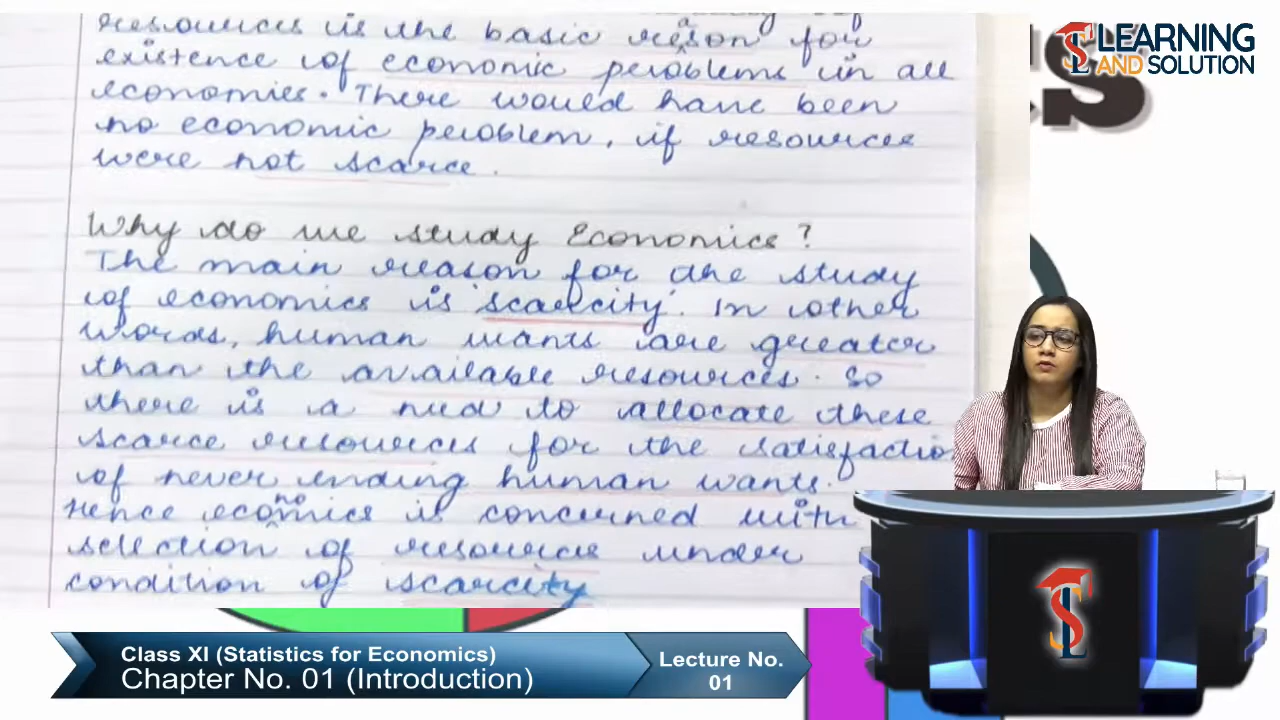 resources is the basic reason for
existence of economic problems in all
economies. There would have been
no economic problem, if resources
were not scarce.
Why do we study Economics?
The main reason for the study
of economics is 'scarcity'. In other
words, human wants are greater
than the available resources. So
there is a need to allocate these
scarce resources for the satisfactio
of never ending human wants.
Hence economics is concerned with
selection of resources under
condition of scarcity
LEARNING
AND SOLUTION
Class XI (Statistics for Economics)
Chapter No. 01 (Introduction)
Lecture No.
01